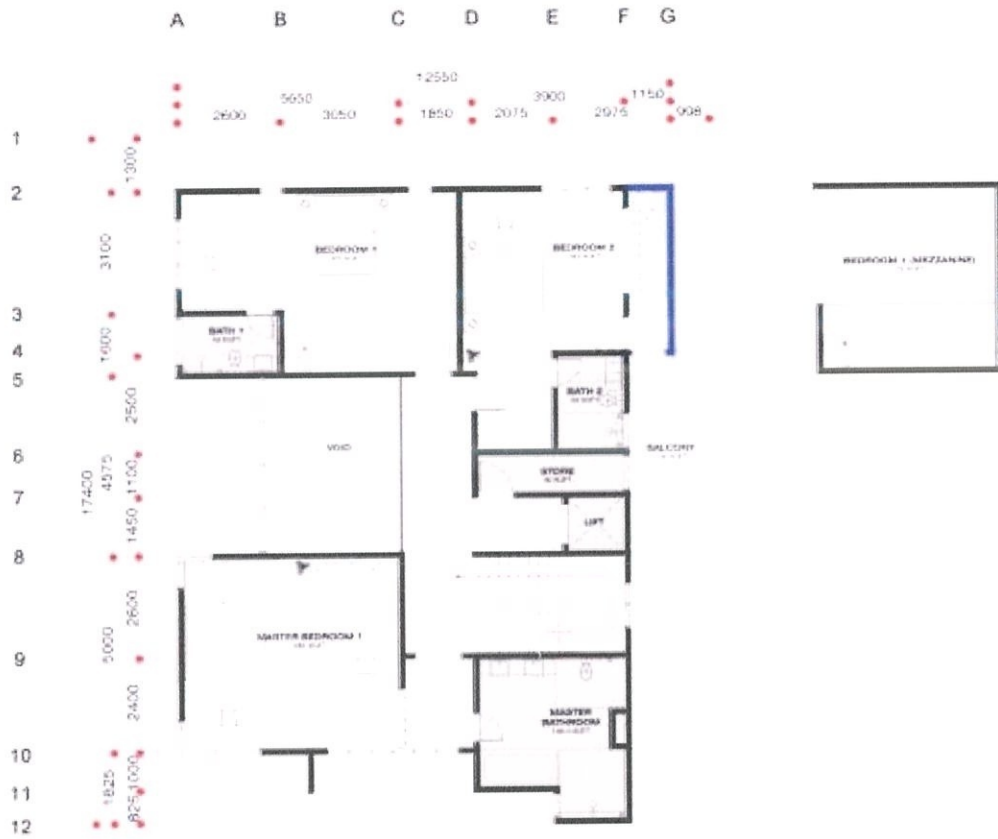 A B C D E F G
12550
5650 3900 1150
2600 3050 1850 2075 2975 998
1
1300
2
3100
BEDROOM 1
BEDROOM 2
BEDROOM 1 (MEZZANINE)
3
BATH 1
1600
4
5
2500
BATH 2
VOID
BALCONY
6
STORE
17400
4575
1100
7
1450
LIFT
8
2600
MASTER BEDROOM 1
5000
9
2400
MASTER
BATHROOM
10
1825
1000
11
825
12